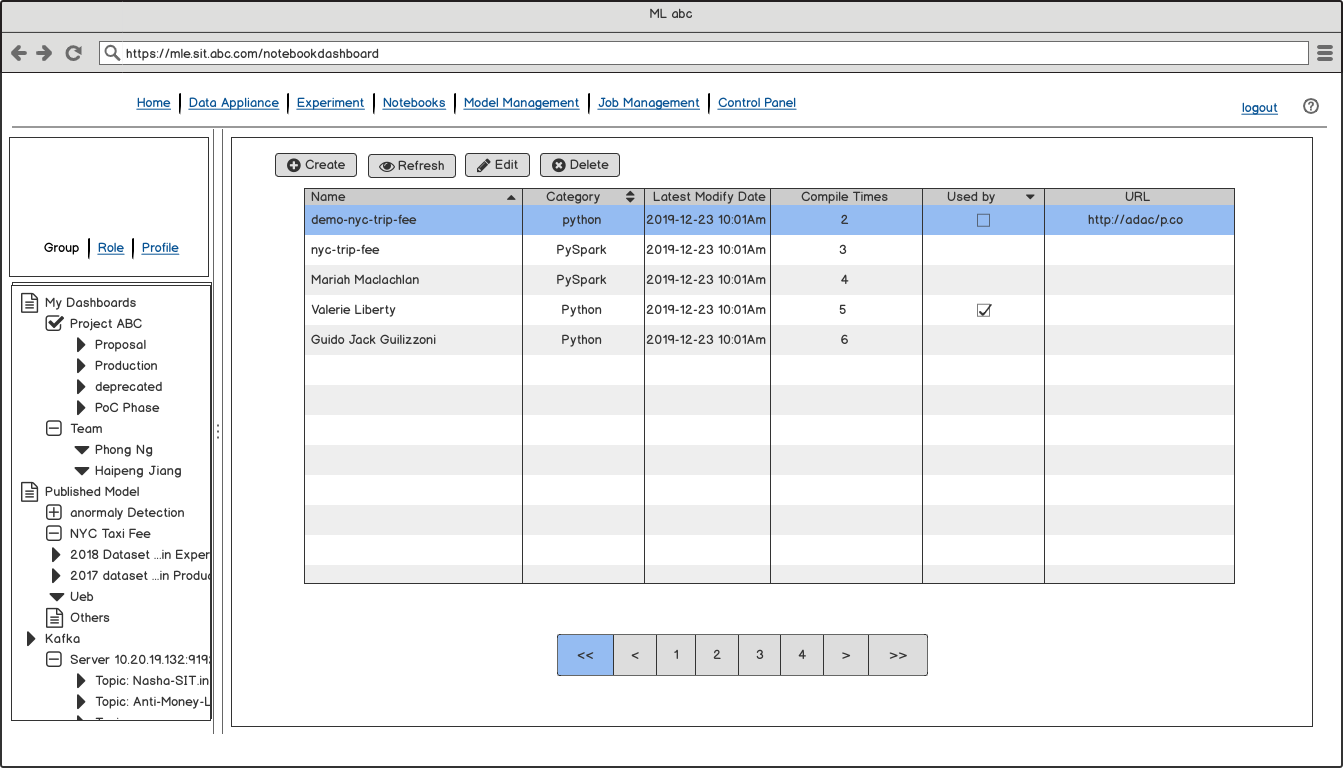 ML abc
https://mle.sit.abc.com/notebookdashboard
Home Data Appliance Experiment Notebooks Model Management Job Management Control Panel
logout ?
Group Role Profile
My Dashboards
Project ABC
Proposal
Production
deprecated
PoC Phase
Team
Phong Ng
Haipeng Jiang
Published Model
anormaly Detection
NYC Taxi Fee
2018 Dataset ...in Exper
2017 dataset ...in Produc
Ueb
Others
Kafka
Server 10.20.19.132:9192
Topic: Nasha-SIT.in
Topic: Anti-Money-L
Create Refresh Edit Delete
Name Category Latest Modify Date Compile Times Used by URL
demo-nyc-trip-fee python 2019-12-23 10:01Am 2 http://adac/p.co
nyc-trip-fee PySpark 2019-12-23 10:01Am 3
Mariah Maclachlan PySpark 2019-12-23 10:01Am 4
Valerie Liberty Python 2019-12-23 10:01Am 5
Guido Jack Guilizzoni Python 2019-12-23 10:01Am 6
<< < 1 2 3 4 > >>